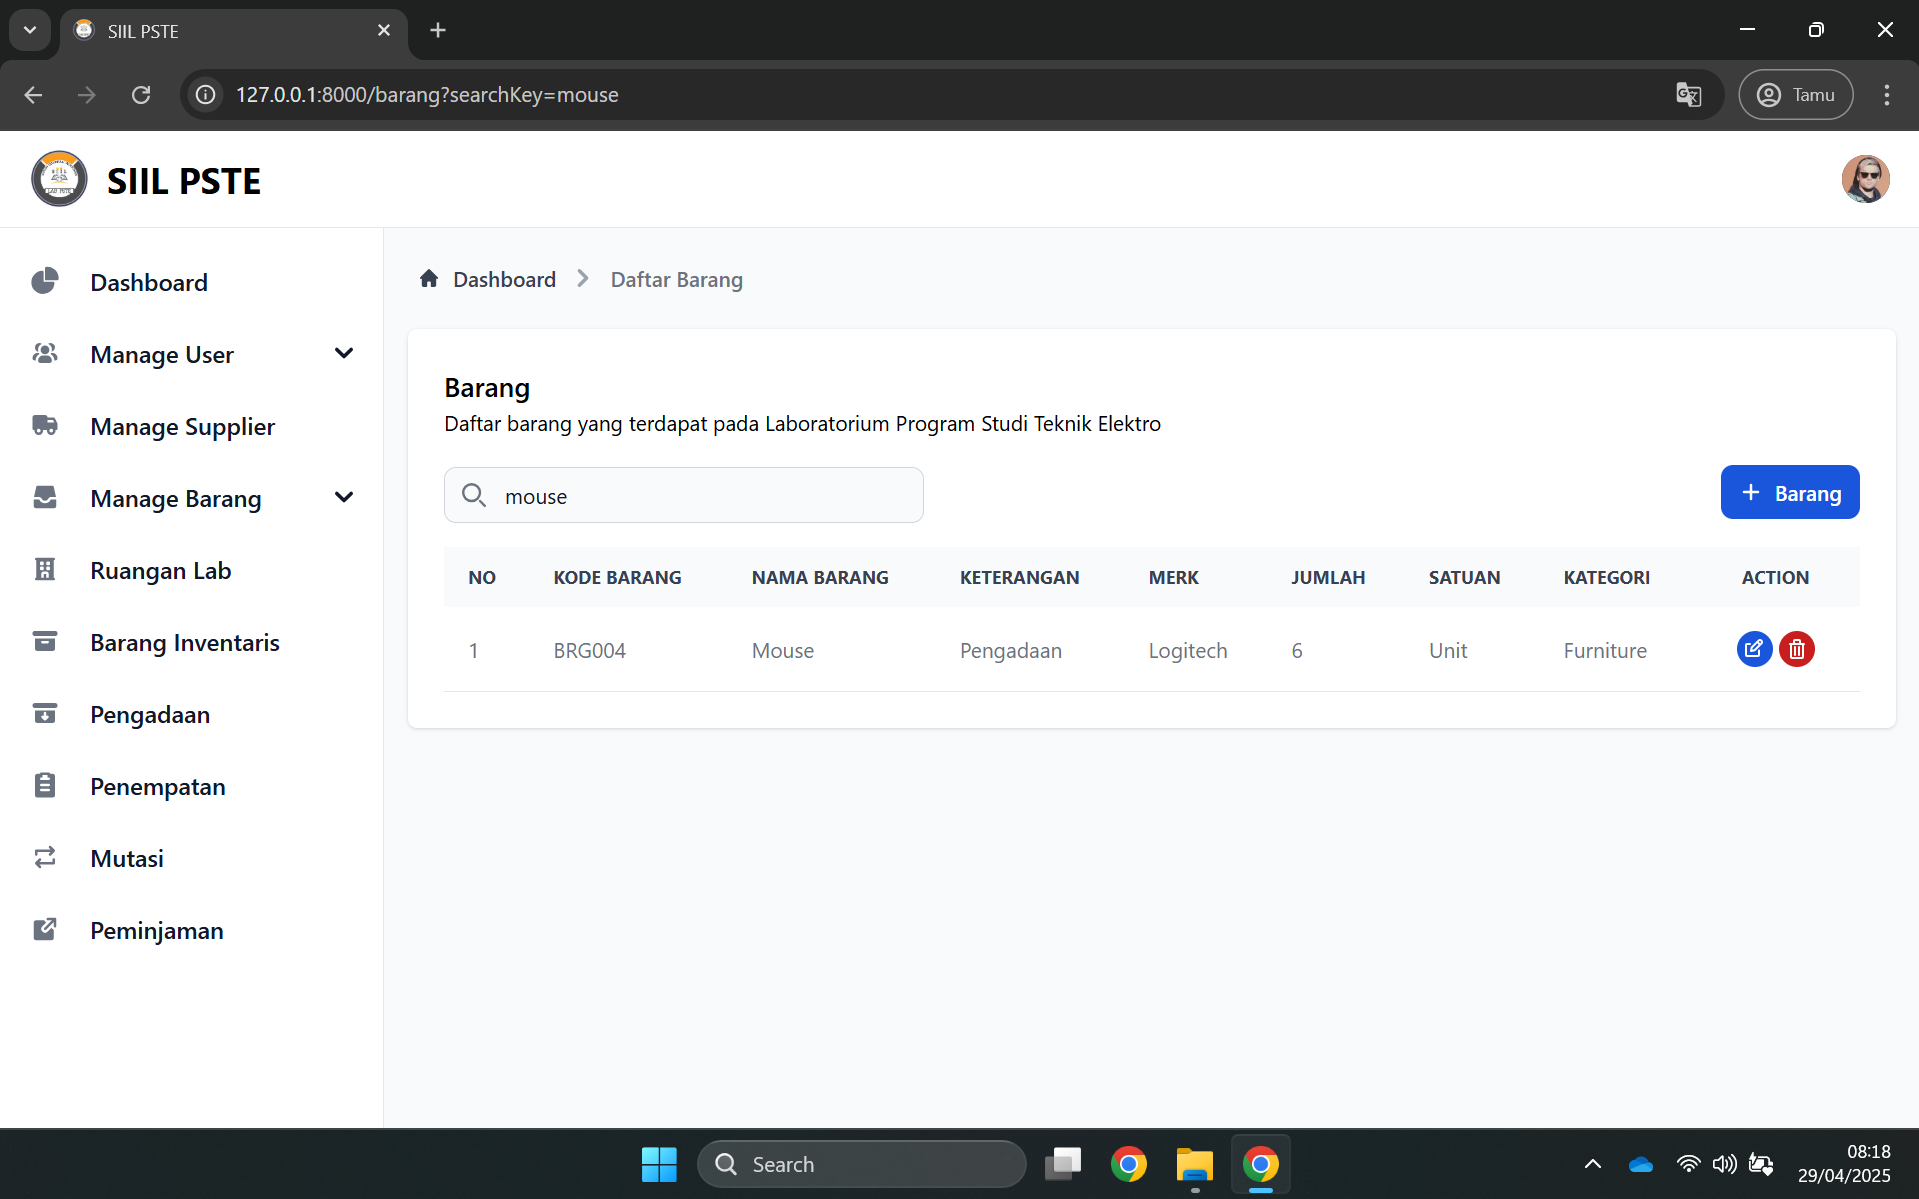 SIIL PSTE
127.0.0.1:8000/barang?searchKey=mouse
Tamu
SIIL PSTE
Dashboard
Manage User
Manage Supplier
Manage Barang
Ruangan Lab
Barang Inventaris
Pengadaan
Penempatan
Mutasi
Peminjaman
Dashboard Daftar Barang
Barang
Daftar barang yang terdapat pada Laboratorium Program Studi Teknik Elektro
mouse
Barang
NO KODE BARANG NAMA BARANG KETERANGAN MERK JUMLAH SATUAN KATEGORI ACTION
1 BRG004 Mouse Pengadaan Logitech 6 Unit Furniture
Search
08:18
29/04/2025